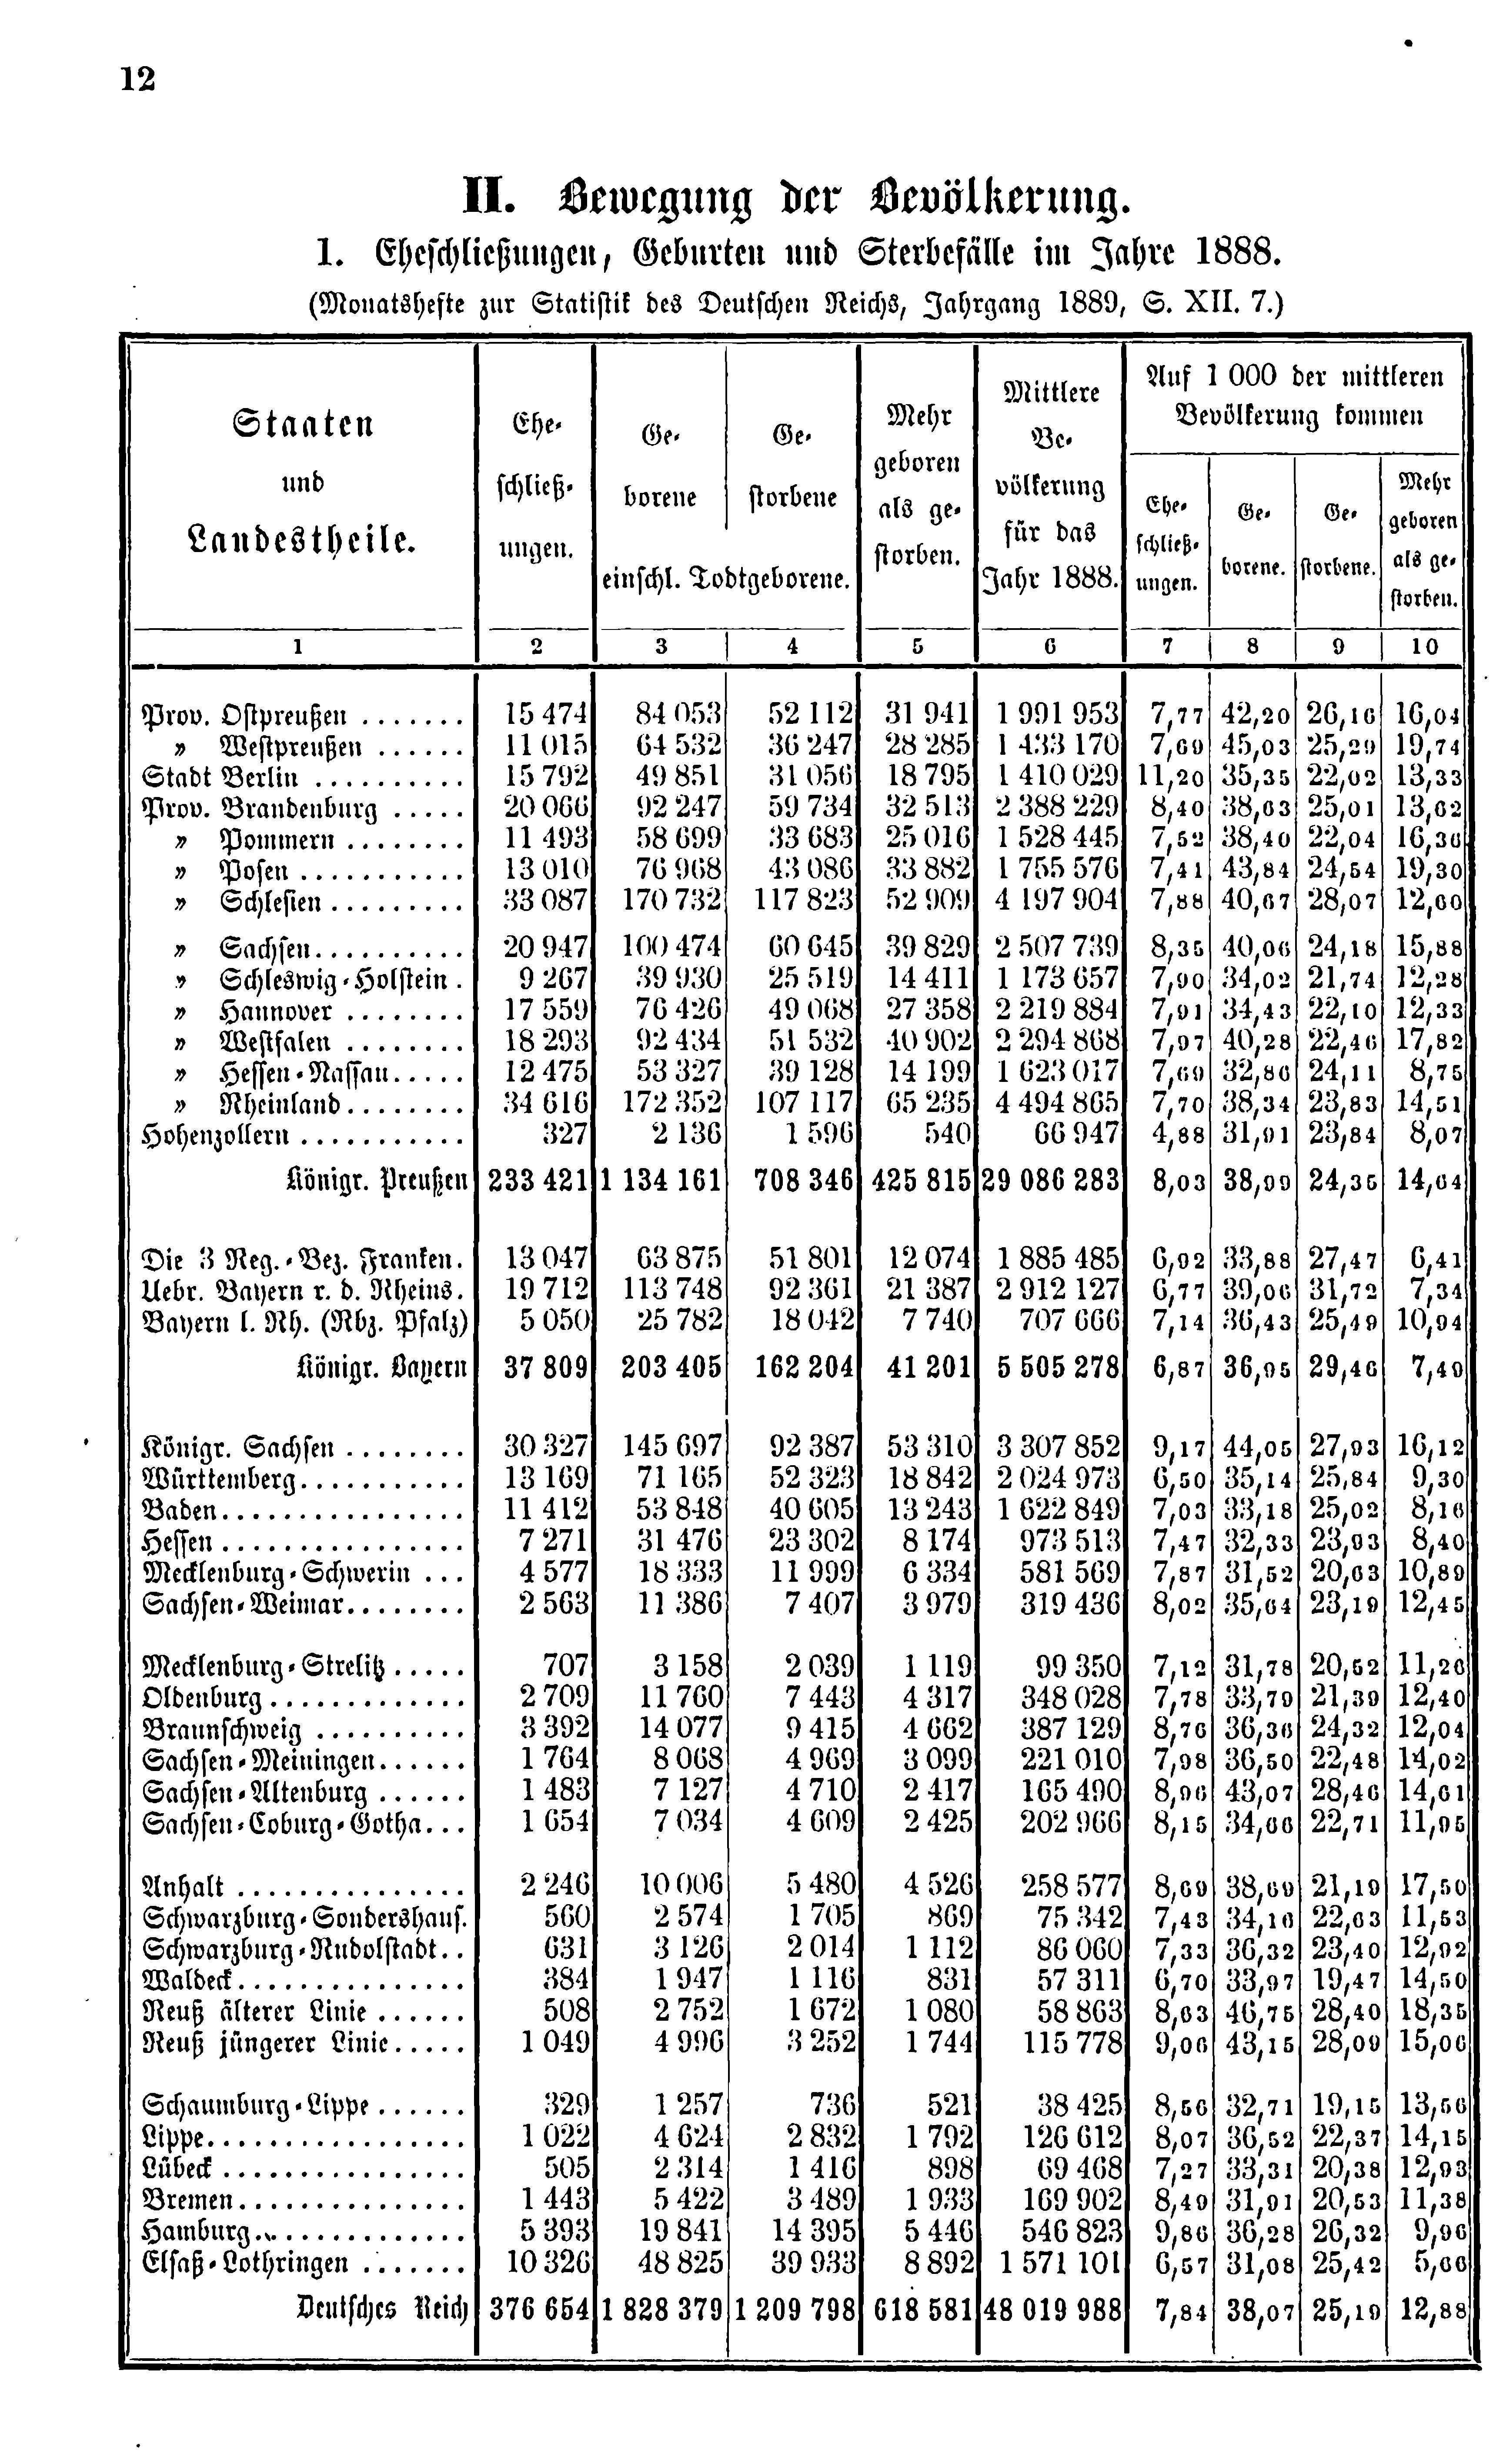 12
II. Bewegung der Bevölkerung.
1. Eheschließungen, Geburten und Sterbefälle im Jahre 1888.
(Monatshefte zur Statistik des Deutschen Reichs, Jahrgang 1889, S. XII. 7.)
Staaten
und
Landestheile.
Ehe-
schließ-
ungen.
Ge-
borene
Ge-
storbene
einschl. Todtgeborene.
Mehr
geboren
als ge-
storben.
Mittlere
Be-
völkerung
für das
Jahr 1888.
Auf 1 000 der mittleren
Bevölkerung kommen
Ehe-
schließ-
ungen.
Ge-
borene.
Ge-
storbene.
Mehr
geboren
als ge-
storben.
1 2 3 4 5 6 7 8 9 10
Prov. Ostpreußen ....... 15 474 84 053 52 112 31 941 1 991 953 7,77 42,20 26,16 16,04
„ Westpreußen ...... 11 015 64 532 36 247 28 285 1 433 170 7,69 45,03 25,29 19,74
Stadt Berlin .......... 15 792 49 851 31 056 18 795 1 410 029 11,20 35,35 22,02 13,33
Prov. Brandenburg ..... 20 066 92 247 59 734 32 513 2 388 229 8,40 38,63 25,01 13,62
„ Pommern ........ 11 493 58 699 33 683 25 016 1 528 445 7,52 38,40 22,04 16,36
„ Posen ........... 13 010 76 968 43 086 33 882 1 755 576 7,41 43,84 24,54 19,30
„ Schlesien ......... 33 087 170 732 117 823 52 909 4 197 904 7,88 40,67 28,07 12,60
„ Sachsen.......... 20 947 100 474 60 645 39 829 2 507 739 8,35 40,06 24,18 15,88
„ Schleswig-Holstein . 9 267 39 930 25 519 14 411 1 173 657 7,90 34,02 21,74 12,28
„ Hannover ........ 17 559 76 426 49 068 27 358 2 219 884 7,91 34,43 22,10 12,33
„ Westfalen ........ 18 293 92 434 51 532 40 902 2 294 868 7,97 40,28 22,46 17,82
„ Hessen-Nassau..... 12 475 53 327 39 128 14 199 1 623 017 7,69 32,86 24,11 8,75
„ Rheinland........ 34 616 172 352 107 117 65 235 4 494 865 7,70 38,34 23,83 14,51
Hohenzollern ........... 327 2 136 1 596 540 66 947 4,88 31,91 23,84 8,07
Königr. Preußen 233 421 1 134 161 708 346 425 815 29 086 283 8,03 38,99 24,35 14,64
Die 3 Reg.-Bez. Franken. 13 047 63 875 51 801 12 074 1 885 485 6,92 33,88 27,47 6,41
Uebr. Bayern r. d. Rheins. 19 712 113 748 92 361 21 387 2 912 127 6,77 39,06 31,72 7,34
Bayern l. Rh. (Rbz. Pfalz) 5 050 25 782 18 042 7 740 707 666 7,14 36,43 25,49 10,94
Königr. Bayern 37 809 203 405 162 204 41 201 5 505 278 6,87 36,95 29,46 7,49
Königr. Sachsen ........ 30 327 145 697 92 387 53 310 3 307 852 9,17 44,05 27,93 16,12
Württemberg........... 13 169 71 165 52 323 18 842 2 024 973 6,50 35,14 25,84 9,30
Baden................ 11 412 53 848 40 605 13 243 1 622 849 7,03 33,18 25,02 8,16
Hessen ................ 7 271 31 476 23 302 8 174 973 513 7,47 32,33 23,93 8,40
Mecklenburg-Schwerin ... 4 577 18 333 11 999 6 334 581 569 7,87 31,52 20,63 10,89
Sachsen-Weimar........ 2 563 11 386 7 407 3 979 319 436 8,02 35,64 23,19 12,45
Mecklenburg-Strelitz ..... 707 3 158 2 039 1 119 99 350 7,12 31,78 20,52 11,26
Oldenburg ............. 2 709 11 760 7 443 4 317 348 028 7,78 33,79 21,39 12,40
Braunschweig .......... 3 392 14 077 9 415 4 662 387 129 8,76 36,36 24,32 12,04
Sachsen-Meiningen...... 1 764 8 068 4 969 3 099 221 010 7,98 36,50 22,48 14,02
Sachsen-Altenburg ...... 1 483 7 127 4 710 2 417 165 490 8,96 43,07 28,46 14,61
Sachsen-Coburg-Gotha... 1 654 7 034 4 609 2 425 202 966 8,15 34,66 22,71 11,95
Anhalt ............... 2 246 10 006 5 480 4 526 258 577 8,69 38,69 21,19 17,50
Schwarzburg-Sondershauf. 560 2 574 1 705 869 75 342 7,43 34,16 22,63 11,53
Schwarzburg-Rudolstadt.. 631 3 126 2 014 1 112 86 060 7,33 36,32 23,40 12,92
Waldeck............... 384 1 947 1 116 831 57 311 6,70 33,97 19,47 14,50
Reuß älterer Linie ...... 508 2 752 1 672 1 080 58 863 8,63 46,75 28,40 18,35
Reuß jüngerer Linie..... 1 049 4 996 3 252 1 744 115 778 9,06 43,15 28,09 15,06
Schaumburg-Lippe ...... 329 1 257 736 521 38 425 8,56 32,71 19,15 13,56
Lippe................. 1 022 4 624 2 832 1 792 126 612 8,07 36,52 22,37 14,15
Lübeck ................ 505 2 314 1 416 898 69 468 7,27 33,31 20,38 12,93
Bremen............... 1 443 5 422 3 489 1 933 169 902 8,49 31,91 20,53 11,38
Hamburg.............. 5 393 19 841 14 395 5 446 546 823 9,86 36,28 26,32 9,96
Elsaß-Lothringen ....... 10 326 48 825 39 933 8 892 1 571 101 6,57 31,08 25,42 5,66
Deutsches Reich 376 654 1 828 379 1 209 798 618 581 48 019 988 7,84 38,07 25,19 12,88